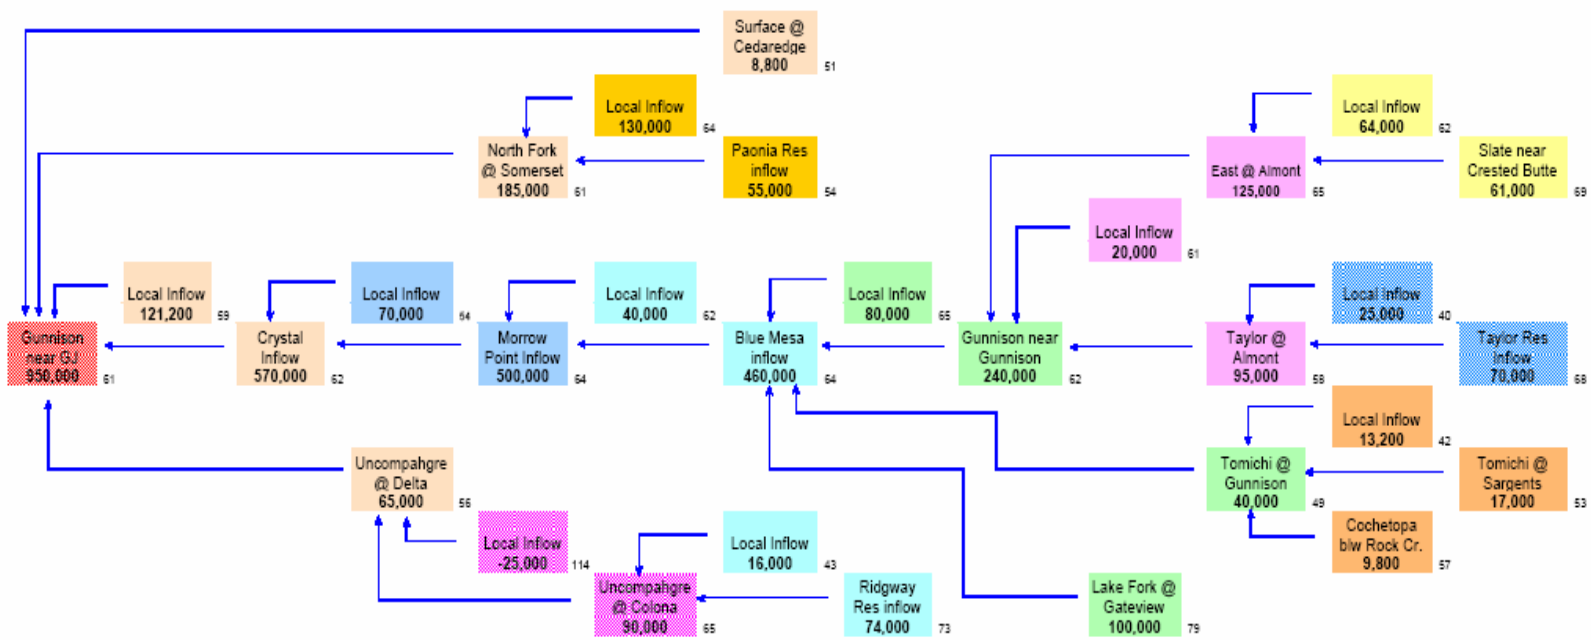 Surface @
Cedaredge
8,800
51
Local Inflow
130,000
64
North Fork
@ Somerset
185,000
61
Paonia Res
inflow
55,000
54
Local Inflow
64,000
62
East @ Almont
125,000
65
Slate near
Crested Butte
61,000
69
Local Inflow
20,000
61
Local Inflow
121,200
59
Local Inflow
70,000
64
Local Inflow
40,000
62
Local Inflow
80,000
65
Local Inflow
25,000
40
Gunnison
near GJ
950,000
61
Crystal
Inflow
570,000
62
Morrow
Point Inflow
500,000
64
Blue Mesa
inflow
460,000
64
Gunnison near
Gunnison
240,000
62
Taylor @
Almont
95,000
58
Taylor Res
Inflow
70,000
68
Local Inflow
13,200
42
Uncompahgre
@ Delta
65,000
56
Tomichi @
Gunnison
40,000
49
Tomichi @
Sargents
17,000
53
Local Inflow
-25,000
114
Local Inflow
16,000
43
Cochetopa
blw Rock Cr.
9,800
57
Uncompahgre
@ Colona
90,000
65
Ridgway
Res inflow
74,000
73
Lake Fork @
Gateview
100,000
79